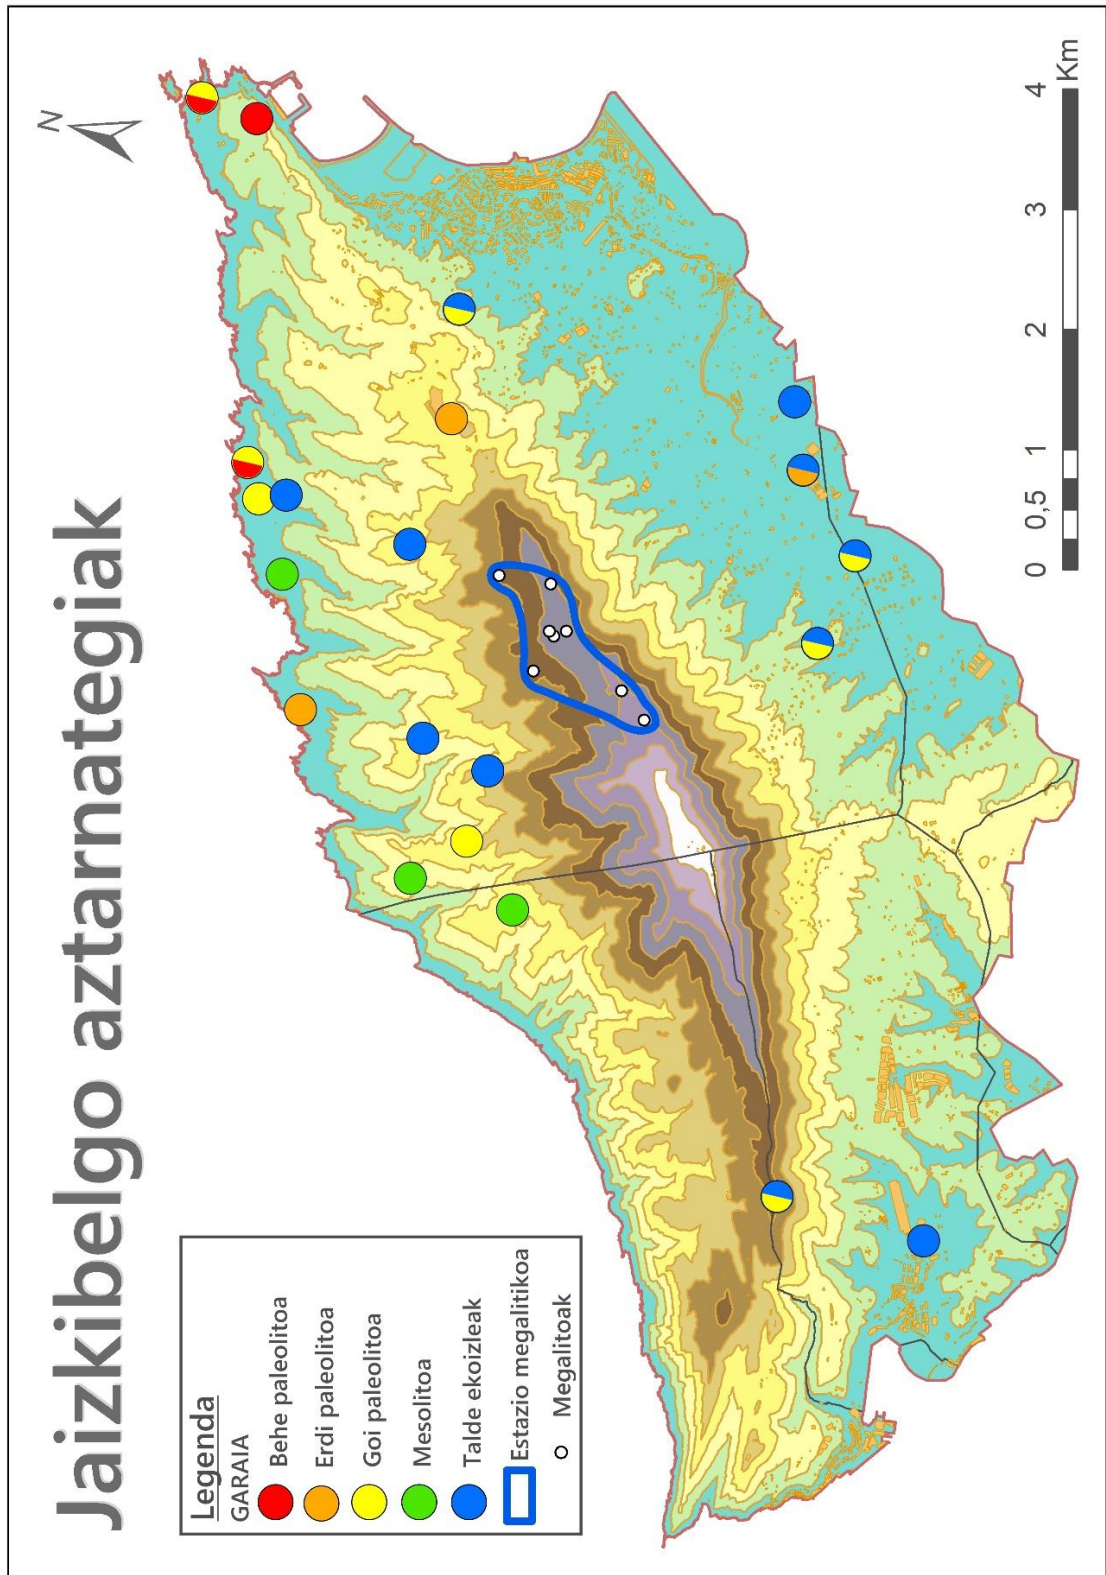 Jaizkibelgo aztarnategiak
N
Legenda
GARAIA
Behe paleolitoa
Erdi paleolitoa
Goi paleolitoa
Mesolitoa
Talde ekoizleak
Estazio megalitikoa
Megalitoak
0 0,5 1 2 3 4
Km